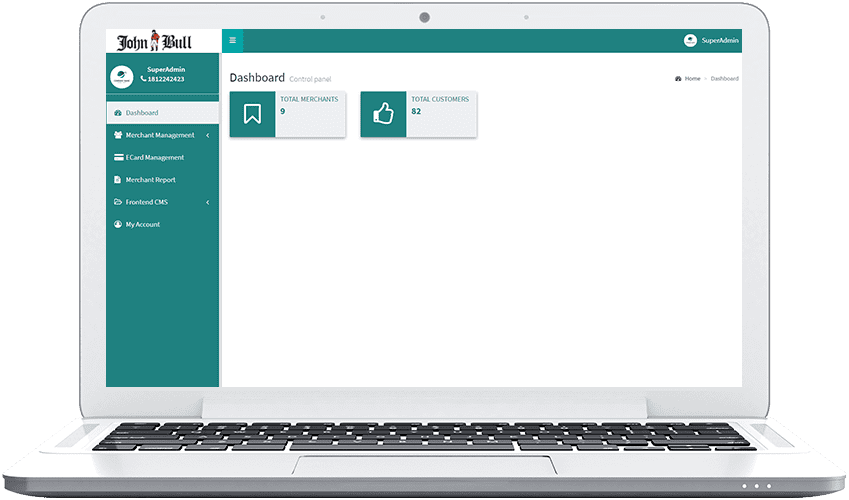 John Bull
SuperAdmin
SuperAdmin
1812242423
Dashboard Control panel
Home > Dashboard
TOTAL MERCHANTS
9
TOTAL CUSTOMERS
82
Dashboard
Merchant Management
ECard Management
Merchant Report
Frontend CMS
My Account